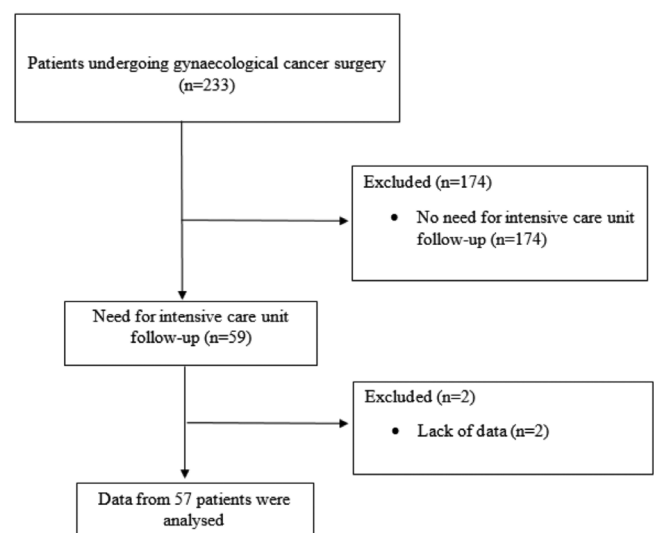 Patients undergoing gynaecological cancer surgery
(n=233)
Excluded (n=174)
• No need for intensive care unit
follow-up (n=174)
Need for intensive care unit
follow-up (n=59)
Excluded (n=2)
• Lack of data (n=2)
Data from 57 patients were
analysed